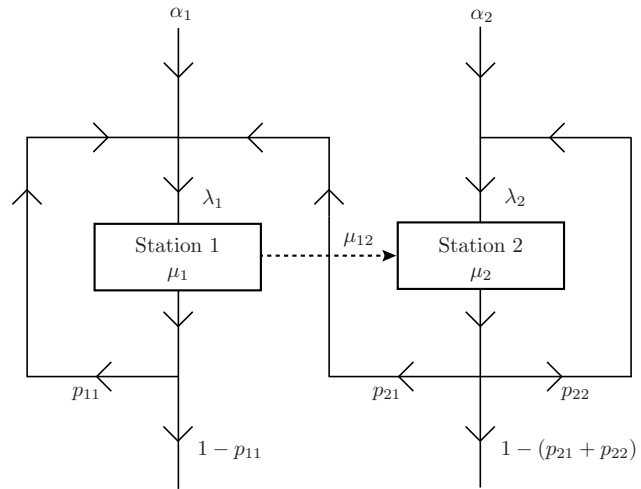 α₁ α₂
λ₁ λ₂
Station 1 μ₁₂ Station 2
μ₁ μ₂
p₁₁ p₂₁ p₂₂
1 − p₁₁ 1 − (p₂₁ + p₂₂)